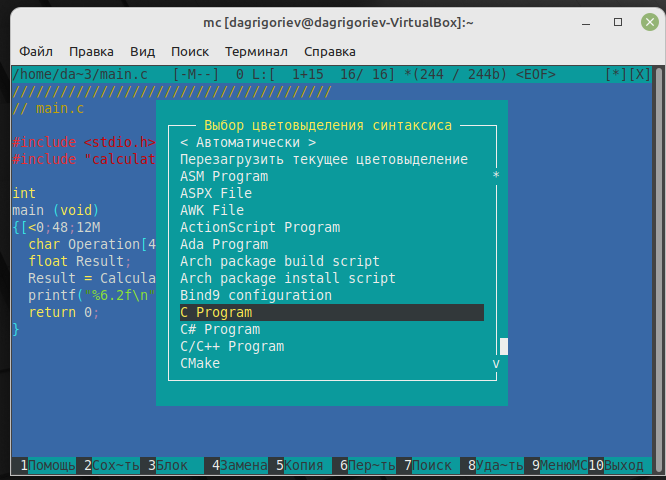 mc [dagrigoriev@dagrigoriev-VirtualBox]:~
Файл Правка Вид Поиск Терминал Справка
/home/da~3/main.c [-M--] 0 L:[ 1+15 16/ 16] *(244 / 244b) <EOF> [*][X]
////////////////////////////////////////
// main.c
Выбор цветовыделения синтаксиса
< Автоматически >
#include <stdio.h>
Перезагрузить текущее цветовыделение
#include "calculat
ASM Program *
ASPX File
int
AWK File
main (void)
ActionScript Program
{[<0;48;12M
Ada Program
char Operation[4
Arch package build script
float Result;
Arch package install script
Result = Calcula
Bind9 configuration
printf("%6.2f\n"
C Program
return 0;
C# Program
}
C/C++ Program
CMake v
1Помощь 2Сох~ть 3Блок 4Замена 5Копия 6Пер~ть 7Поиск 8Уда~ть 9МенюMC 10Выход